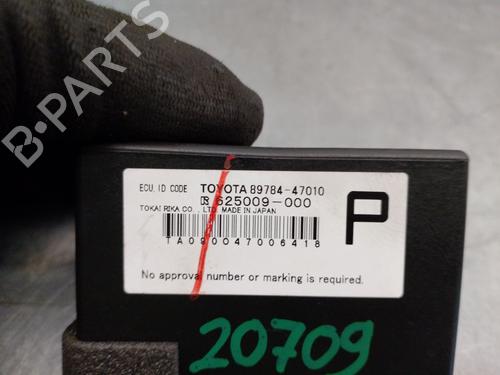 B-PARTS
ECU. ID CODE TOYOTA 89784-47010
625009-000
TOKAI RIKA CO., LTD. MADE IN JAPAN
TA090047006418
P
No approval number or marking is required.
20709